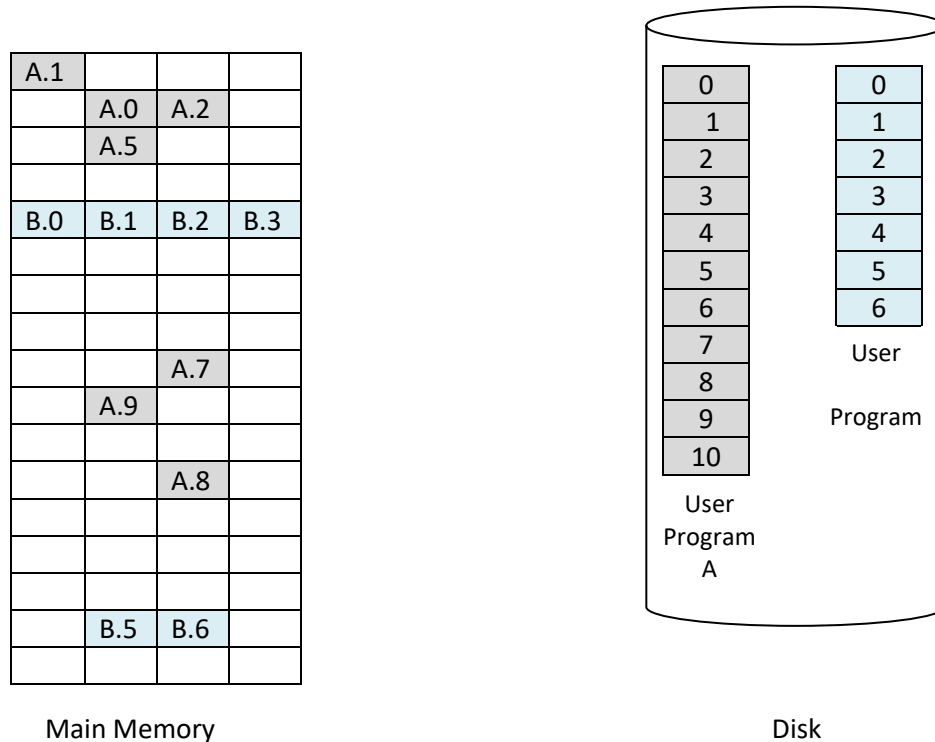 A.1
A.0 A.2
A.5
B.0 B.1 B.2 B.3
A.7
A.9
A.8
B.5 B.6
Main Memory
0
1
2
3
4
5
6
7
8
9
10
User
Program
A
0
1
2
3
4
5
6
User
Program
Disk